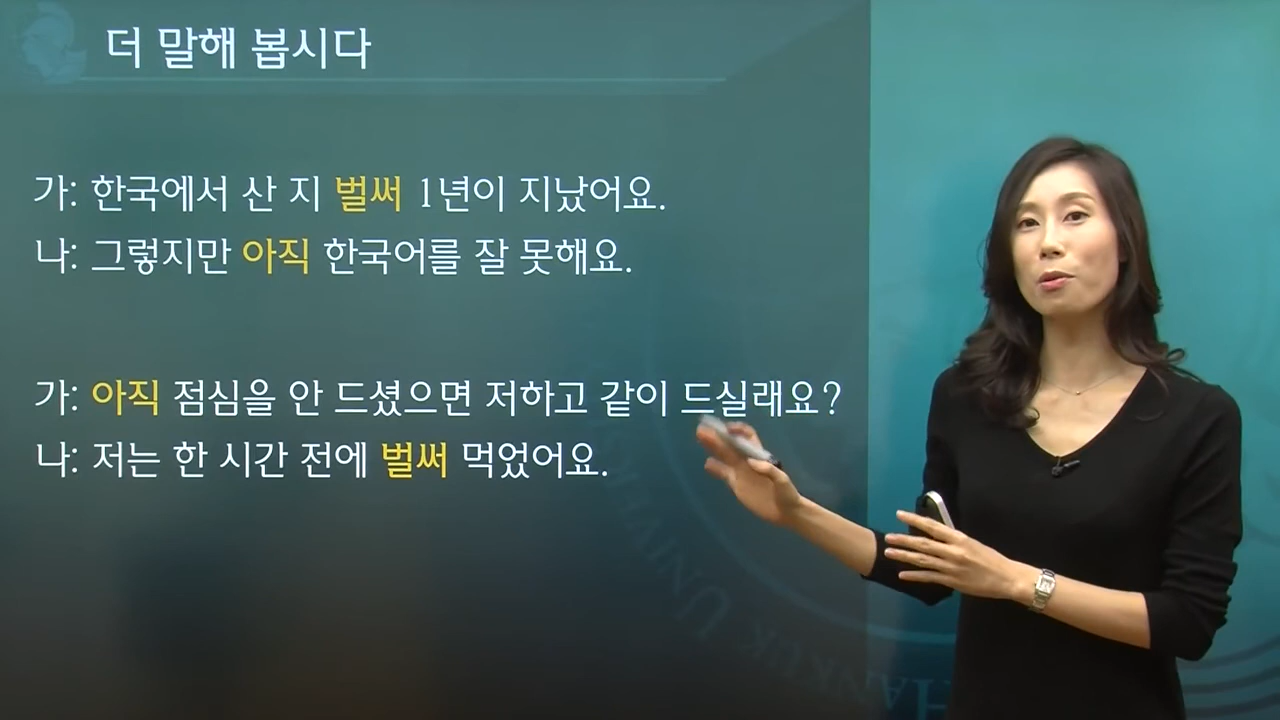 더 말해 봅시다
가: 한국에서 산 지 벌써 1년이 지났어요.
나: 그렇지만 아직 한국어를 잘 못해요.
가: 아직 점심을 안 드셨으면 저하고 같이 드실래요?
나: 저는 한 시간 전에 벌써 먹었어요.
HANKUK UNIV